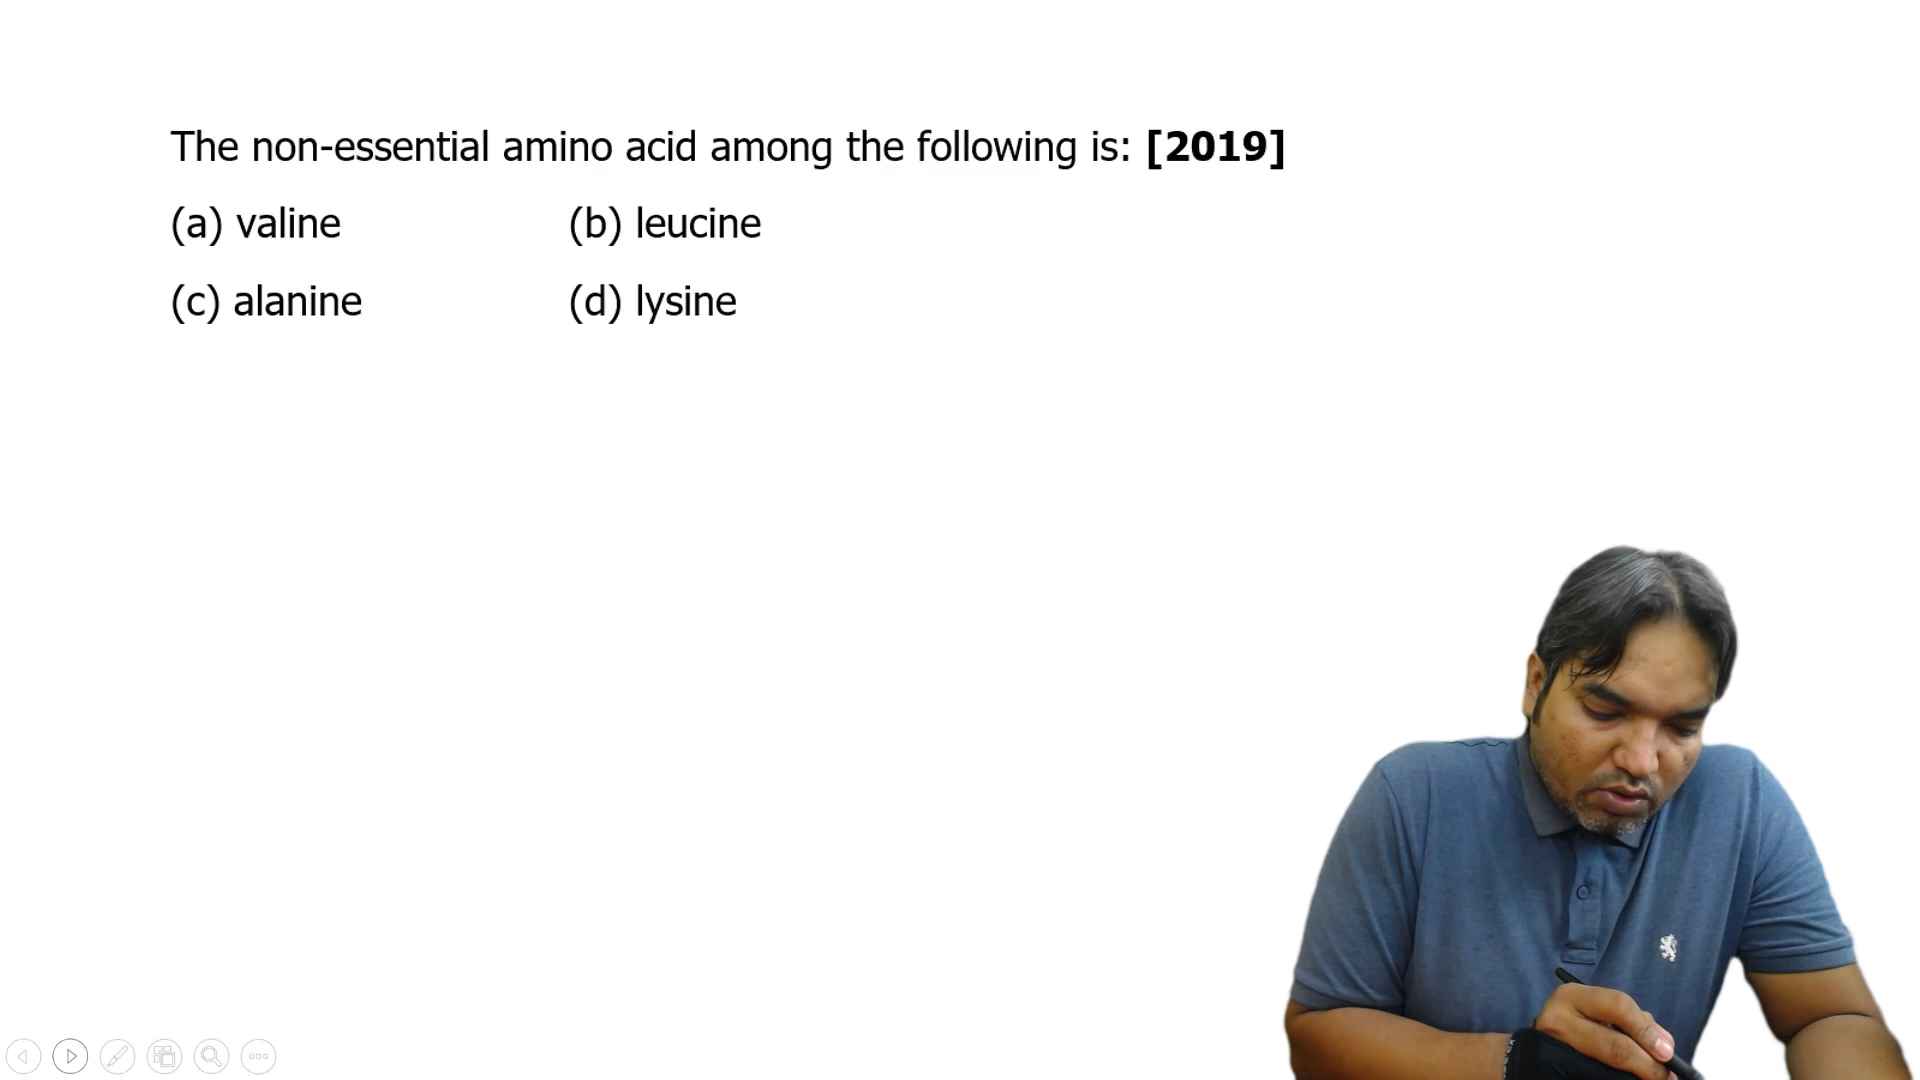 The non-essential amino acid among the following is: [2019]
(a) valine (b) leucine
(c) alanine (d) lysine